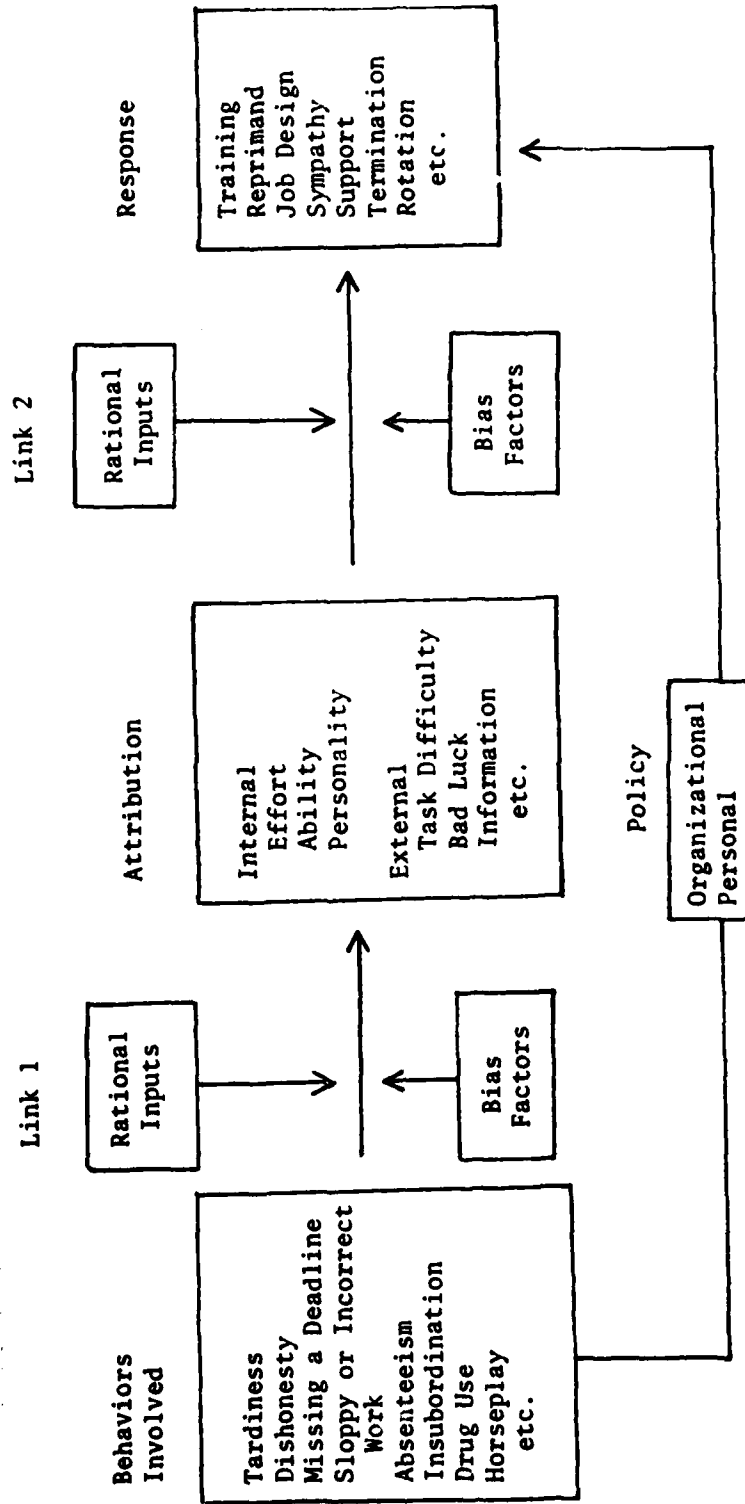 Link 1
Link 2
Behaviors
Involved
Attribution
Response
Rational
Inputs
Rational
Inputs
Tardiness
Dishonesty
Missing a Deadline
Sloppy or Incorrect
Work
Absenteeism
Insubordination
Drug Use
Horseplay
etc.
Internal
Effort
Ability
Personality
External
Task Difficulty
Bad Luck
Information
etc.
Training
Reprimand
Job Design
Sympathy
Support
Termination
Rotation
etc.
Bias
Factors
Bias
Factors
Policy
Organizational
Personal